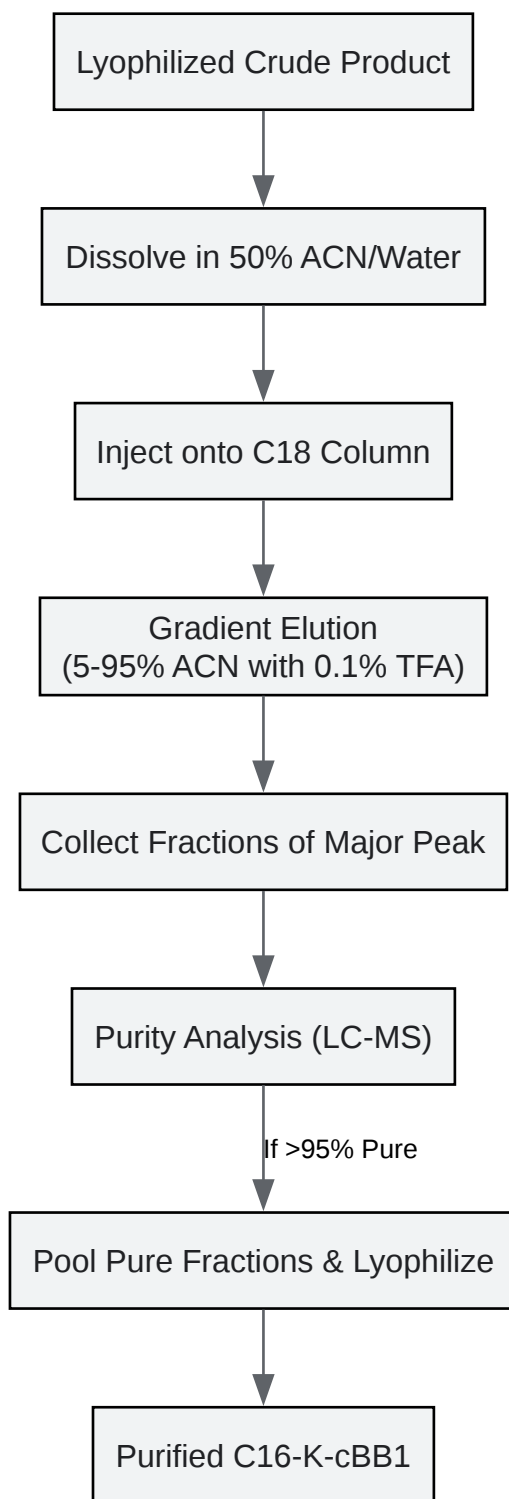 Lyophilized Crude Product
Dissolve in 50% ACN/Water
Inject onto C18 Column
Gradient Elution
(5-95% ACN with 0.1% TFA)
Collect Fractions of Major Peak
Purity Analysis (LC-MS)
If >95% Pure
Pool Pure Fractions & Lyophilize
Purified C16-K-cBB1